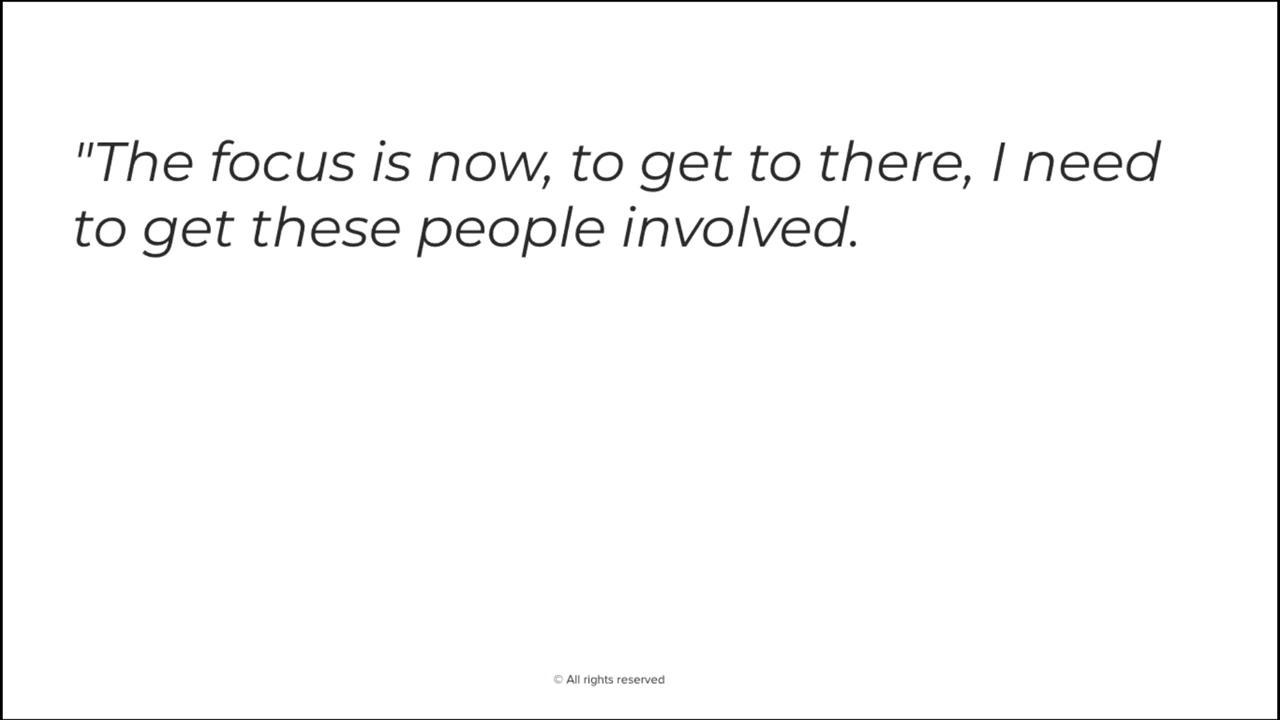 "The focus is now, to get to there, I need
to get these people involved.
© All rights reserved